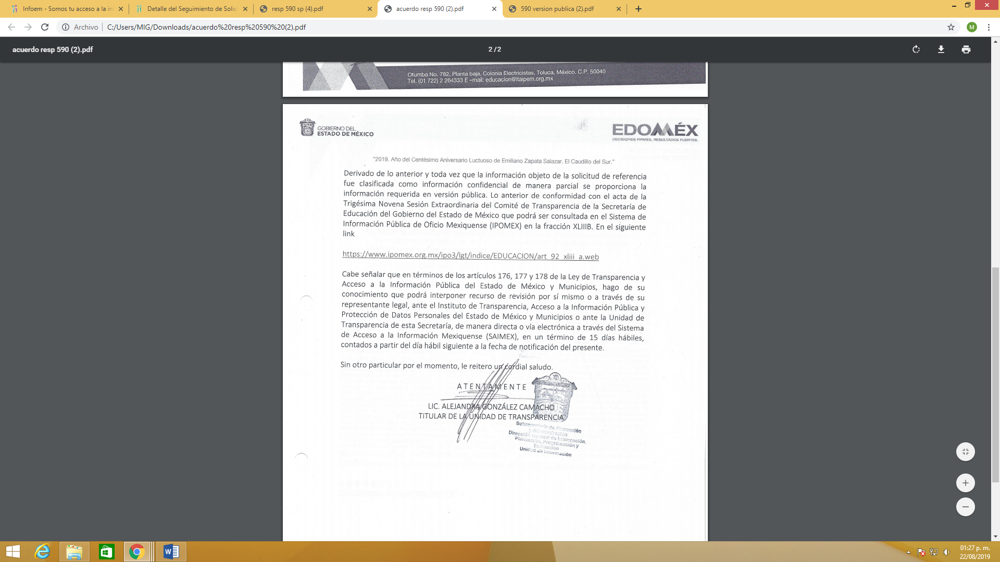 Infoem - Somos tu acceso a la in
Detalle del Seguimiento de Solici
resp 590 sp (4).pdf
acuerdo resp 590 (2).pdf
590 version publica (2).pdf
Archivo
C:/Users/MIG/Downloads/acuerdo%20resp%20590%20(2).pdf
M
acuerdo resp 590 (2).pdf
2 / 2
Otumba No. 762, Planta baja, Colonia Electricistas, Toluca, México. C.P. 50040
Tel. (01 722) 2 264333 E –mail: educacion@itaipem.org.mx
GOBIERNO DEL
ESTADO DE MÉXICO
EDOMÉX
DECISIONES FIRMES, RESULTADOS FUERTES.
"2019. Año del Centésimo Aniversario Luctuoso de Emiliano Zapata Salazar. El Caudillo del Sur."
Derivado de lo anterior y toda vez que la información objeto de la solicitud de referencia
fue clasificada como información confidencial de manera parcial se proporciona la
información requerida en versión pública. Lo anterior de conformidad con el acta de la
Trigésima Novena Sesión Extraordinaria del Comité de Transparencia de la Secretaría de
Educación del Gobierno del Estado de México que podrá ser consultada en el Sistema de
Información Pública de Oficio Mexiquense (IPOMEX) en la fracción XLIIIB. En el siguiente
link
https://www.ipomex.org.mx/ipo3/lgt/indice/EDUCACION/art_92_xliii_a.web
Cabe señalar que en términos de los artículos 176, 177 y 178 de la Ley de Transparencia y
Acceso a la Información Pública del Estado de México y Municipios, hago de su
conocimiento que podrá interponer recurso de revisión por sí mismo o a través de su
representante legal, ante el Instituto de Transparencia, Acceso a la Información Pública y
Protección de Datos Personales del Estado de México y Municipios o ante la Unidad de
Transparencia de esta Secretaría, de manera directa o vía electrónica a través del Sistema
de Acceso a la Información Mexiquense (SAIMEX), en un término de 15 días hábiles,
contados a partir del día hábil siguiente a la fecha de notificación del presente.
Sin otro particular por el momento, le reitero un cordial saludo.
A T E N T A M E N T E
LIC. ALEJANDRA GONZÁLEZ CAMACHO
TITULAR DE LA UNIDAD DE TRANSPARENCIA
Subsecretaría de Planeación
y Administración
Dirección General de Información,
Planeación, Programación y
Evaluación
Unidad de Información
01:27 p. m.
22/08/2019